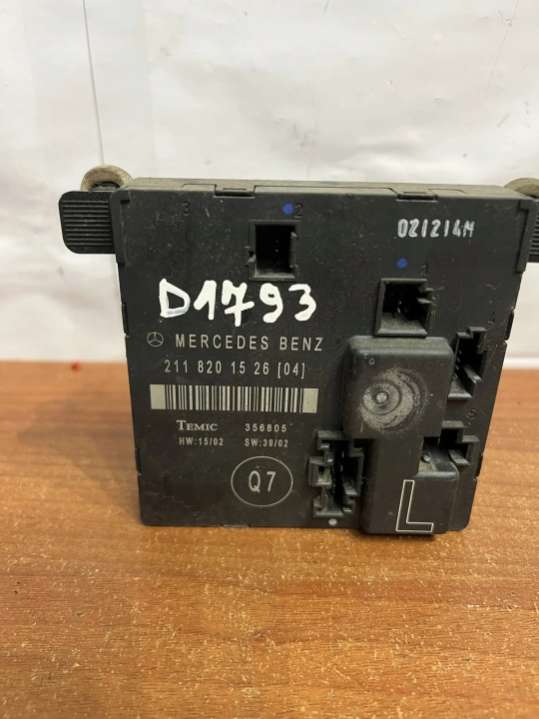 2
021214M
1
D1793
MERCEDES BENZ
211 820 15 26 [04]
TEMIC 356805
HW:15/02 SW:39/02
Q7
L